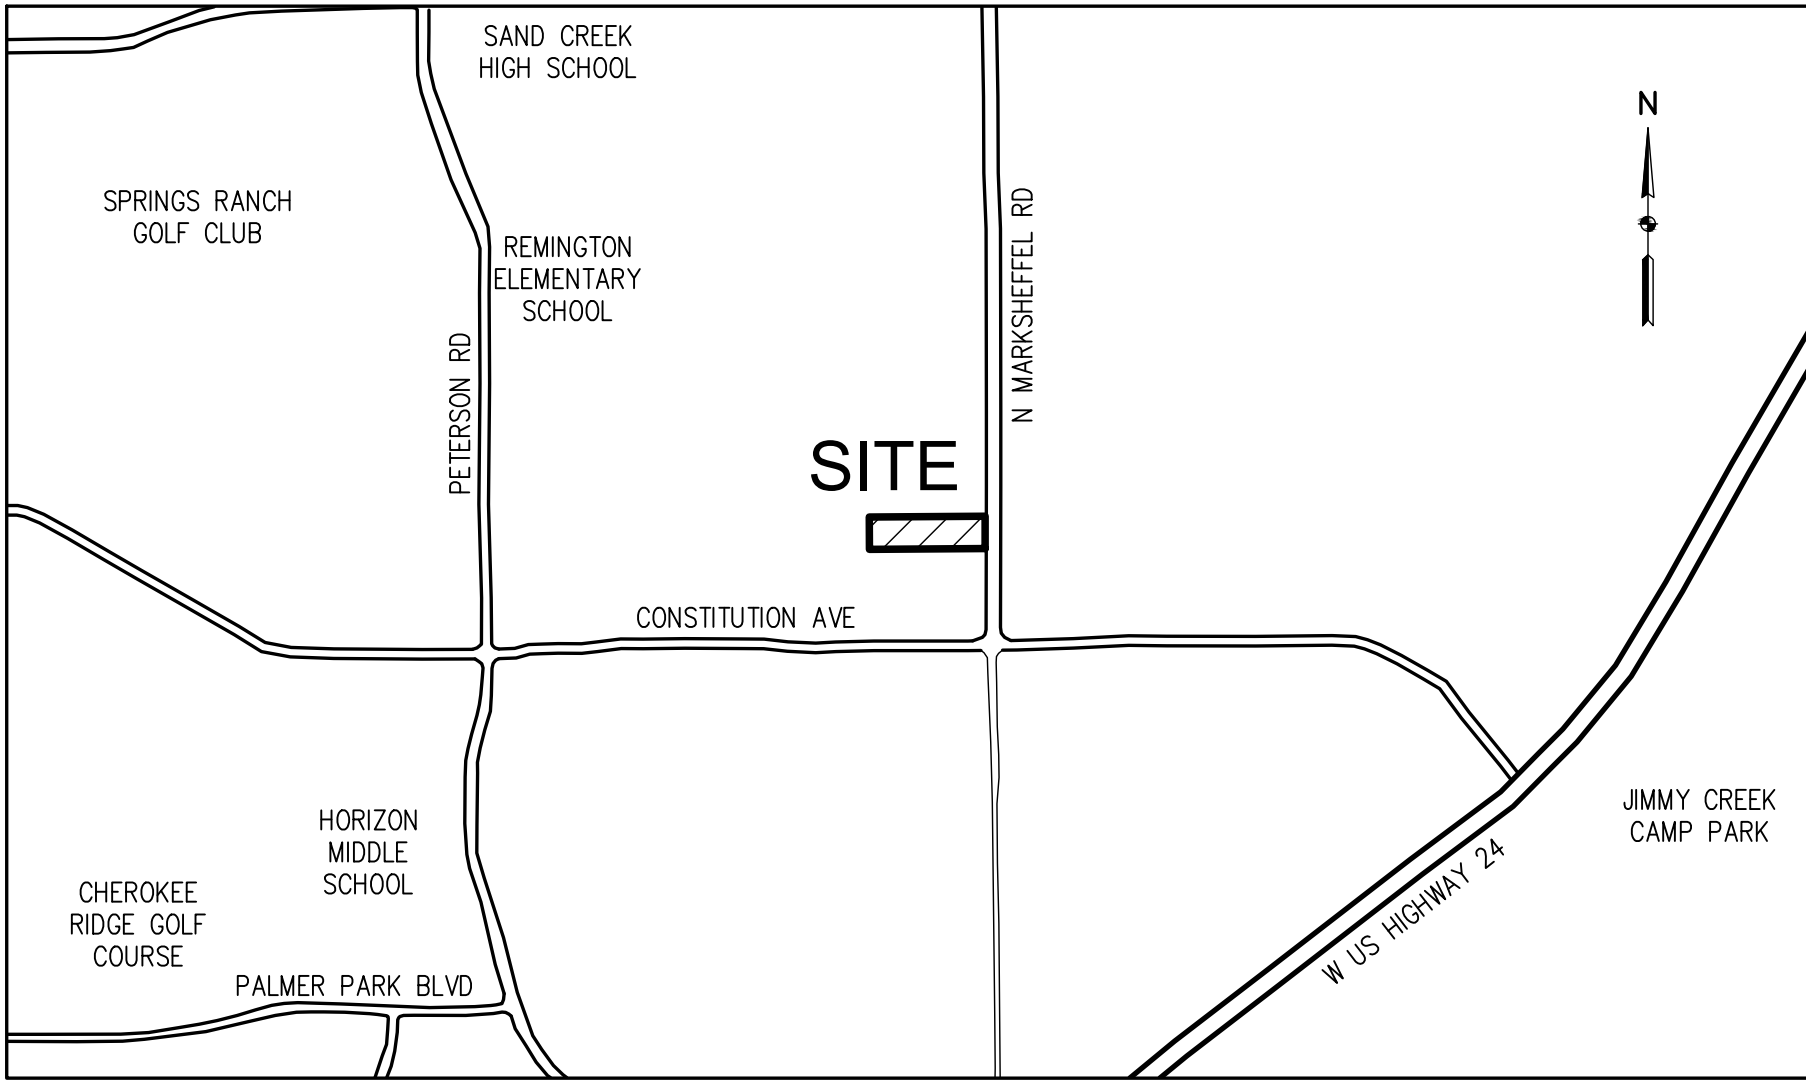 SAND CREEK
HIGH SCHOOL
N
SPRINGS RANCH
GOLF CLUB
REMINGTON
ELEMENTARY
SCHOOL
N MARKSHEFFEL RD
PETERSON RD
SITE
CONSTITUTION AVE
JIMMY CREEK
CAMP PARK
HORIZON
MIDDLE
SCHOOL
W US HIGHWAY 24
CHEROKEE
RIDGE GOLF
COURSE
PALMER PARK BLVD